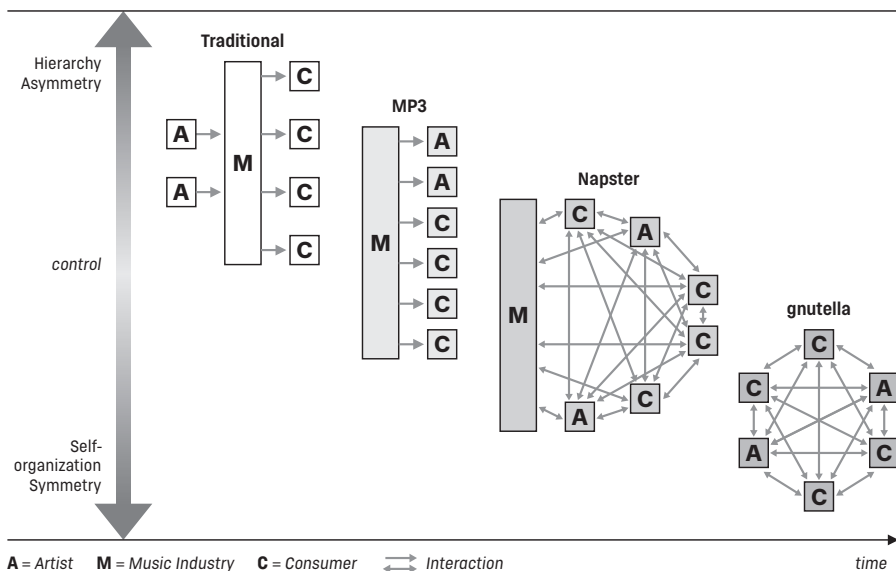 Traditional
Hierarchy
Asymmetry
C
MP3
A
C
A
M
A
A
C
Napster
C
C
A
control
C
M
C
M
C
C
gnutella
C
C
C
A
C
A
Self-
organization
Symmetry
A
C
C
A = Artist M = Music Industry C = Consumer Interaction time